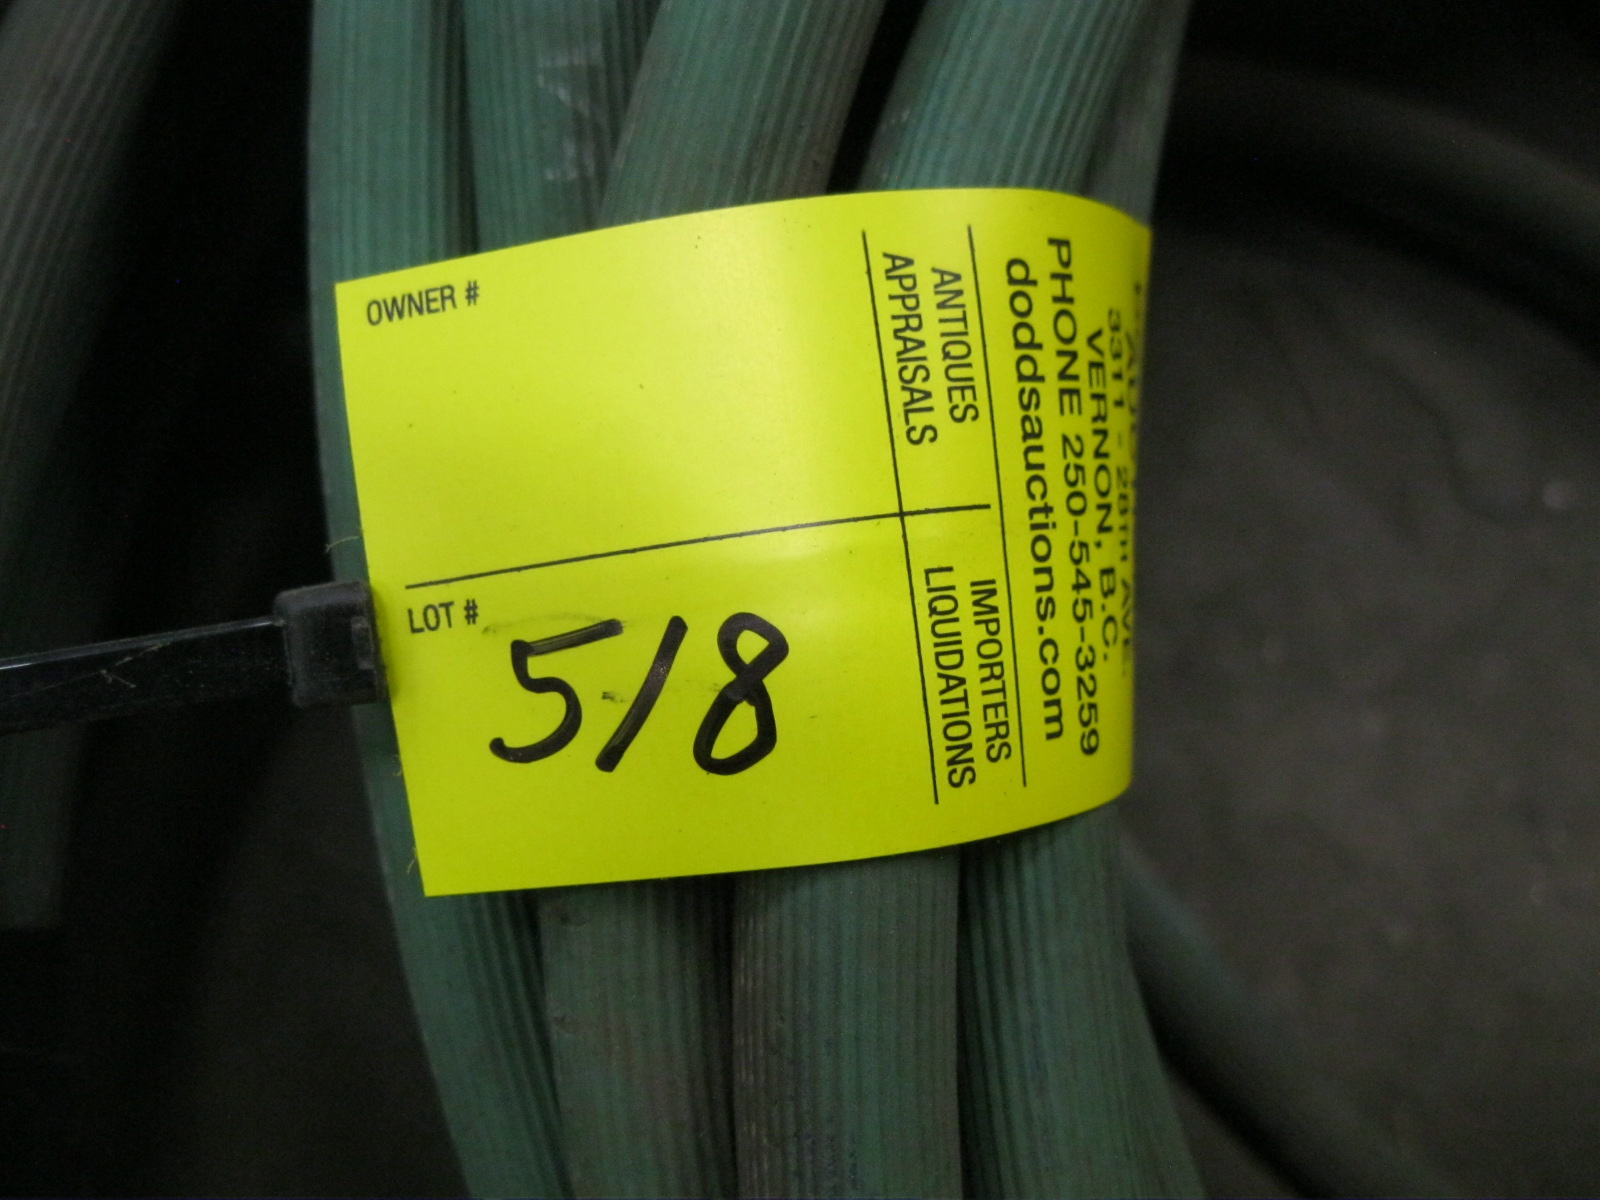 3311 - 28TH AVE.
VERNON, B.C.
PHONE 250-545-3259
doddsauctions.com
ANTIQUES
APPRAISALS
IMPORTERS
LIQUIDATIONS
OWNER #
LOT # 518